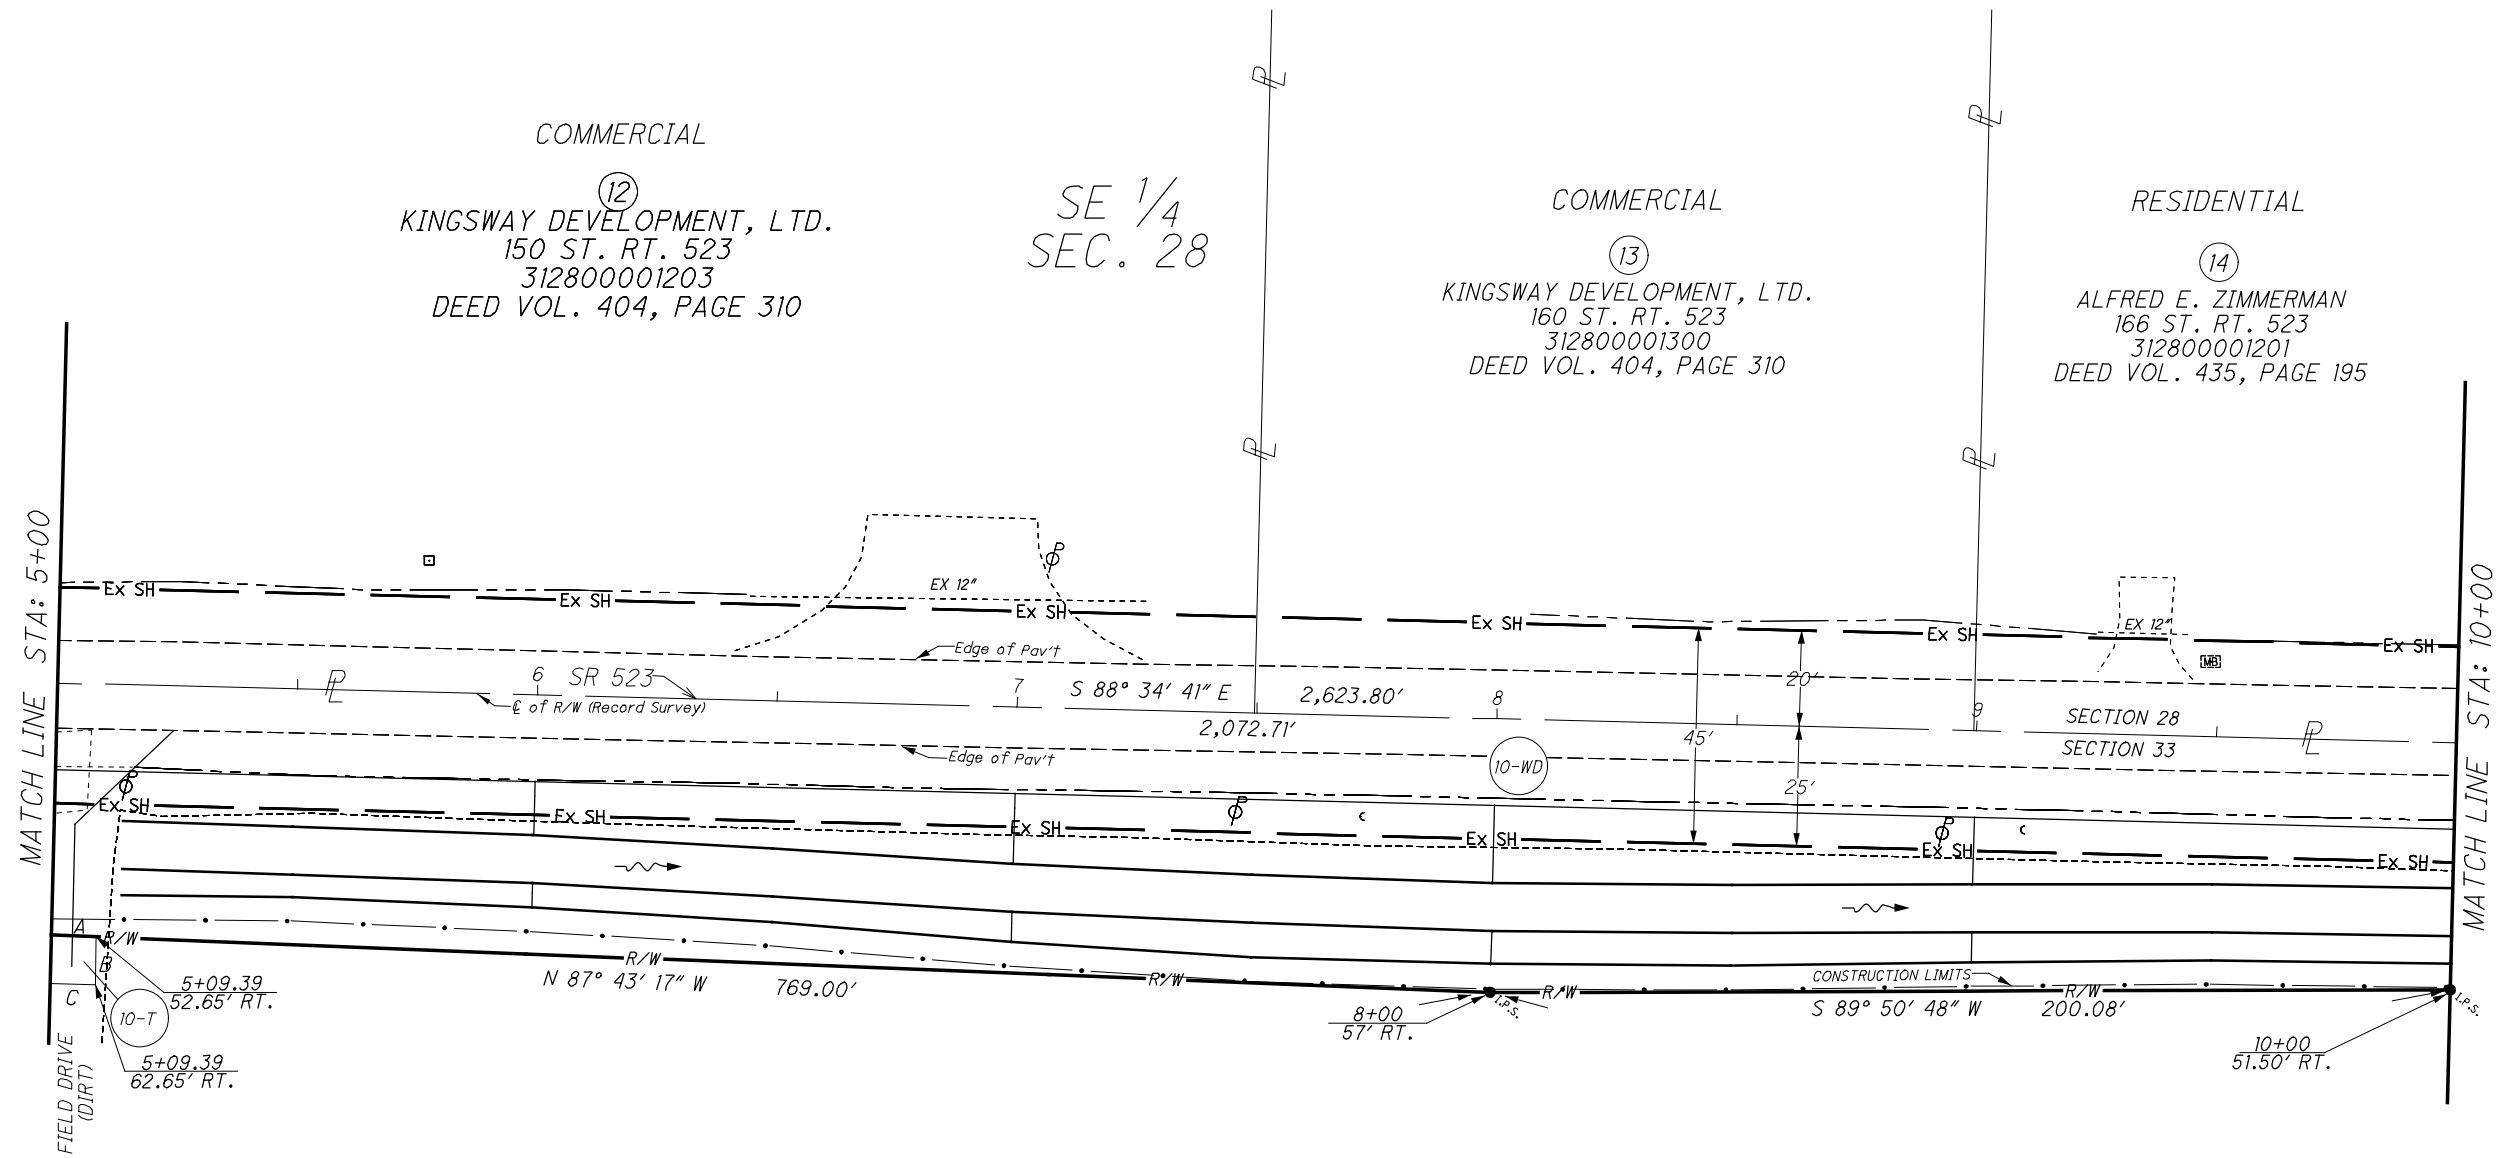 COMMERCIAL
12
KINGSWAY DEVELOPMENT, LTD.
150 ST. RT. 523
312800001203
DEED VOL. 404, PAGE 310
SE 1/4
SEC. 28
COMMERCIAL
13
KINGSWAY DEVELOPMENT, LTD.
160 ST. RT. 523
312800001300
DEED VOL. 404, PAGE 310
RESIDENTIAL
14
ALFRED E. ZIMMERMAN
166 ST. RT. 523
312800001201
DEED VOL. 435, PAGE 195
PL
PL
PL
PL
MATCH LINE STA: 5+00
MATCH LINE STA: 10+00
P
EX 12"
EX 12"
Ex SH
Ex SH
Ex SH
Ex SH
Ex SH
Ex SH
MB
Edge of Pav't
PL
6
SR 523
7
S 88° 34' 41" E
2,623.80'
8
20'
9
SECTION 28
PL
℄ of R/W (Record Survey)
2,072.71'
45'
SECTION 33
Edge of Pav't
10-WD
25'
P
P
P
Ex SH
Ex SH
Ex SH
Ex SH
Ex SH
Ex SH
A
R/W
R/W
R/W
R/W
R/W
B
C
N 87° 43' 17" W
769.00'
CONSTRUCTION LIMITS
S 89° 50' 48" W
200.08'
I.P.S.
I.P.S.
5+09.39
52.65' RT.
10-T
8+00
57' RT.
10+00
51.50' RT.
5+09.39
62.65' RT.
FIELD DRIVE
(DIRT)